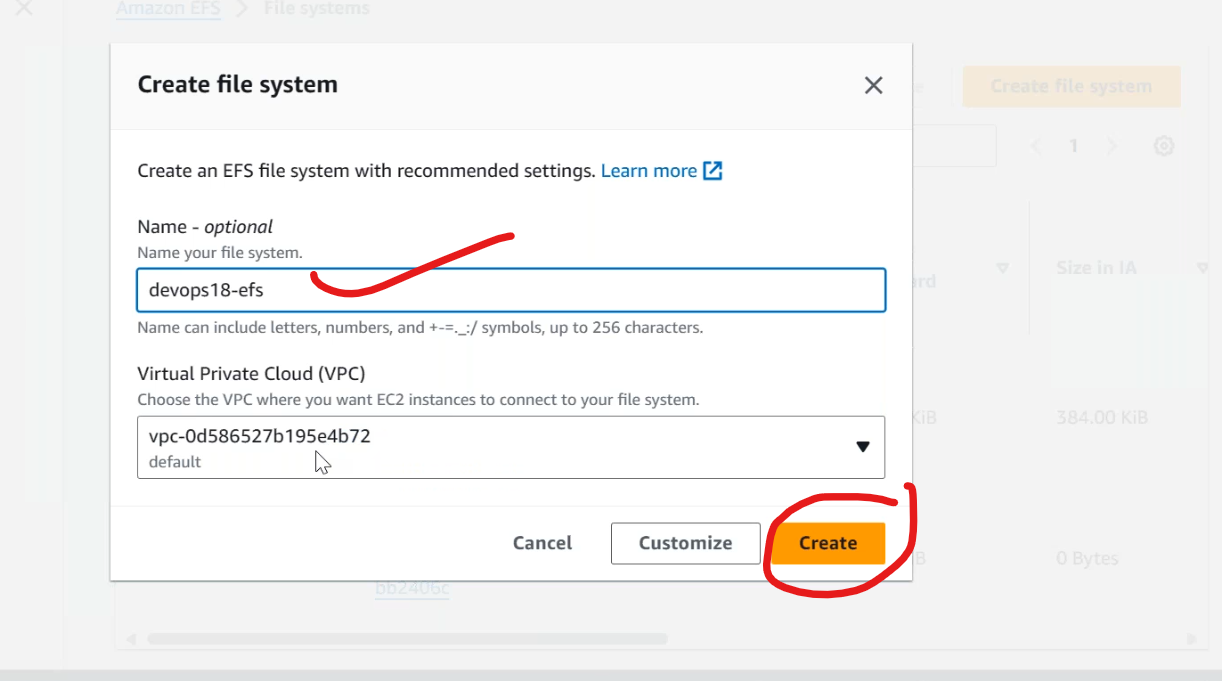 Amazon EFS > File systems
Create file system
Create file system
1
Create an EFS file system with recommended settings. Learn more
Name - optional
Name your file system.
devops18-efs
Size in IA
Name can include letters, numbers, and +-=._:/ symbols, up to 256 characters.
Virtual Private Cloud (VPC)
Choose the VPC where you want EC2 instances to connect to your file system.
vpc-0d586527b195e4b72
default
KiB
384.00 KiB
Cancel
Customize
Create
B
0 Bytes
bb2406c